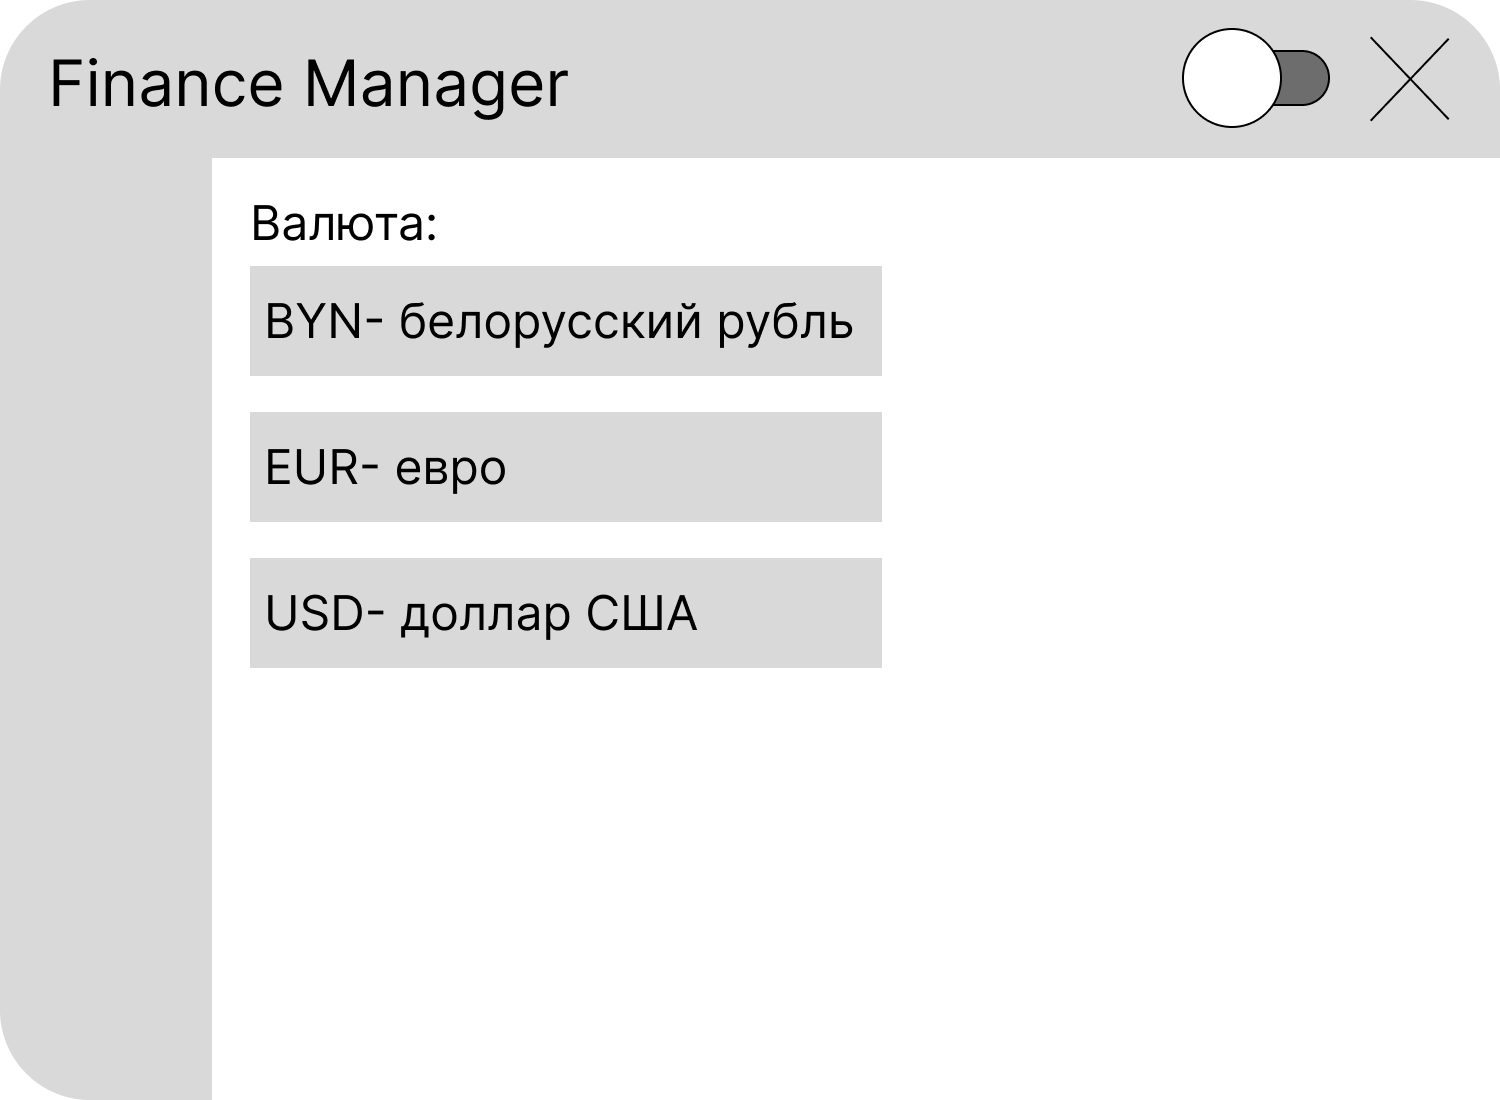 Finance Manager
Валюта:
BYN- белорусский рубль
EUR- евро
USD- доллар США